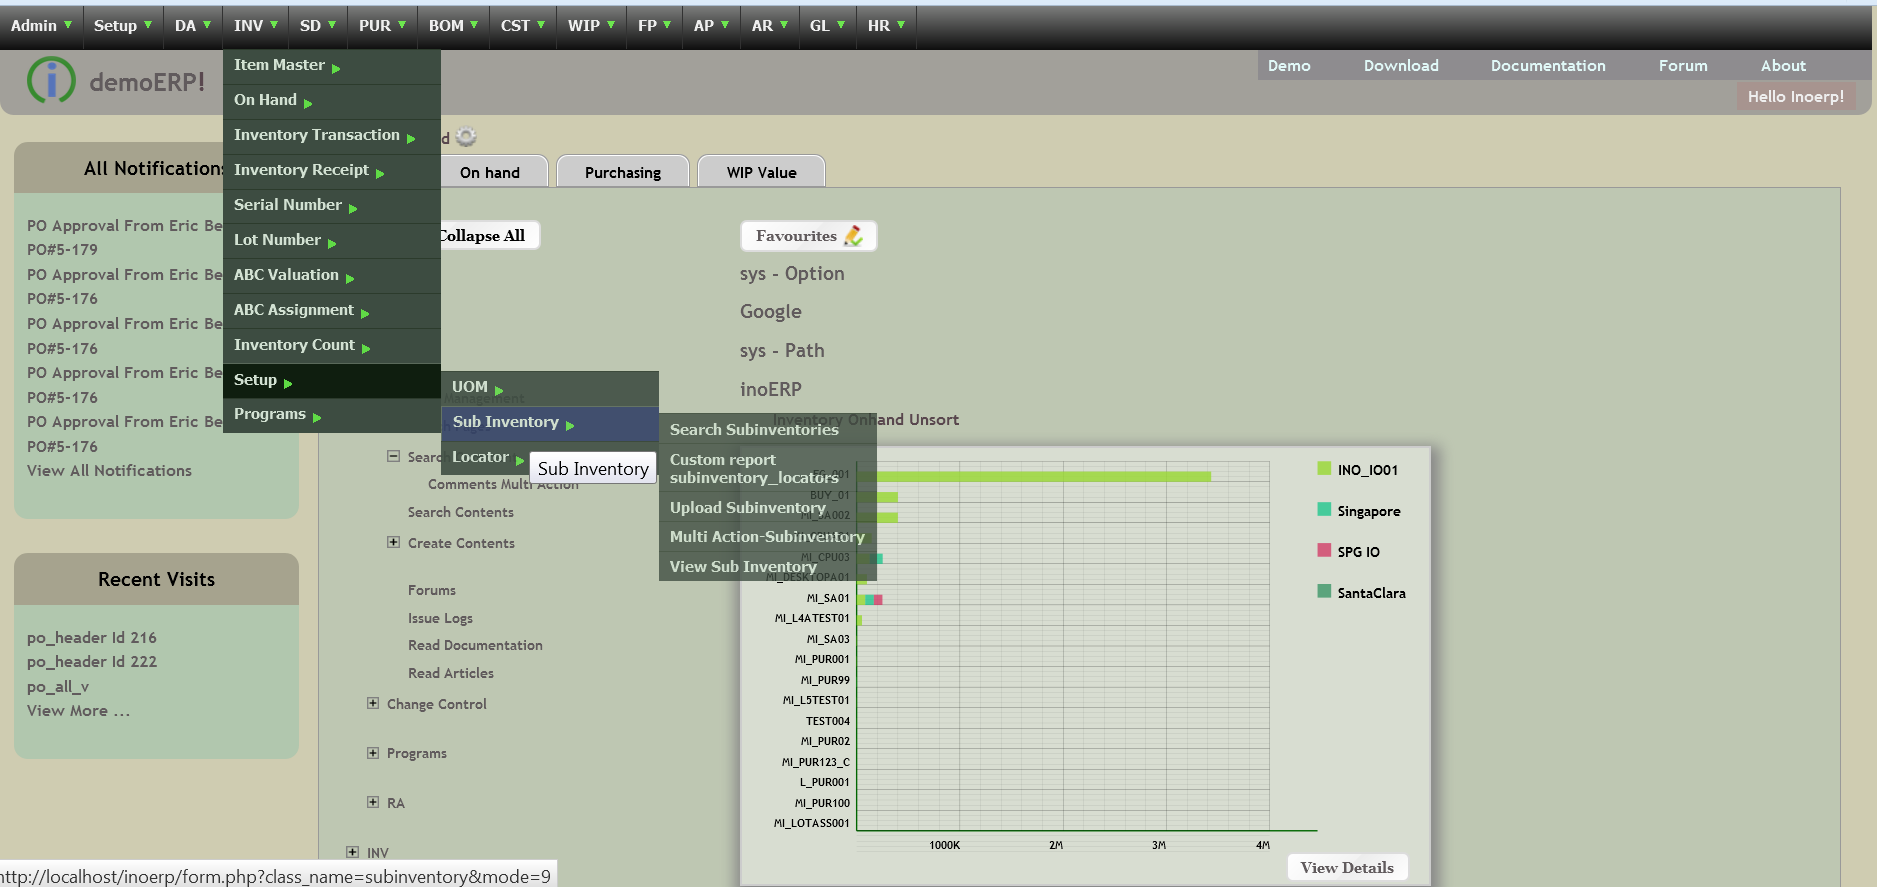 Admin Setup DA INV SD PUR BOM CST WIP FP AP AR GL HR
demoERP!
Demo Download Documentation Forum About
Hello Inoerp!
Item Master
On Hand
Inventory Transaction
Inventory Receipt
Serial Number
Lot Number
ABC Valuation
ABC Assignment
Inventory Count
Setup
Programs
UOM
Management
Sub Inventory
Locator
Sub Inventory
Search Subinventories
Custom report
subinventory_locators
Upload Subinventory
Multi Action-Subinventory
View Sub Inventory
All Notifications
PO Approval From Eric Be
PO#5-179
PO Approval From Eric Be
PO#5-176
PO Approval From Eric Be
PO#5-176
PO Approval From Eric Be
PO#5-176
PO Approval From Eric Be
PO#5-176
View All Notifications
Recent Visits
po_header Id 216
po_header Id 222
po_all_v
View More ...
d
On hand Purchasing WIP Value
Collapse All
Searc
Comments Multi Action
Search Contents
Create Contents
Forums
Issue Logs
Read Documentation
Read Articles
Change Control
Programs
RA
INV
Favourites
sys - Option
Google
sys - Path
inoERP
Inventory Onhand Unsort
FG_001
BUY_01
MI_SA002
MI_CPU03
MI_DESKTOPA01
MI_SA01
MI_L4ATEST01
MI_SA03
MI_PUR001
MI_PUR99
MI_L5TEST01
TEST004
MI_PUR02
MI_PUR123_C
L_PUR001
MI_PUR100
MI_LOTASS001
1000K 2M 3M 4M
INO_IO01
Singapore
SPG IO
SantaClara
View Details
http://localhost/inoerp/form.php?class_name=subinventory&mode=9